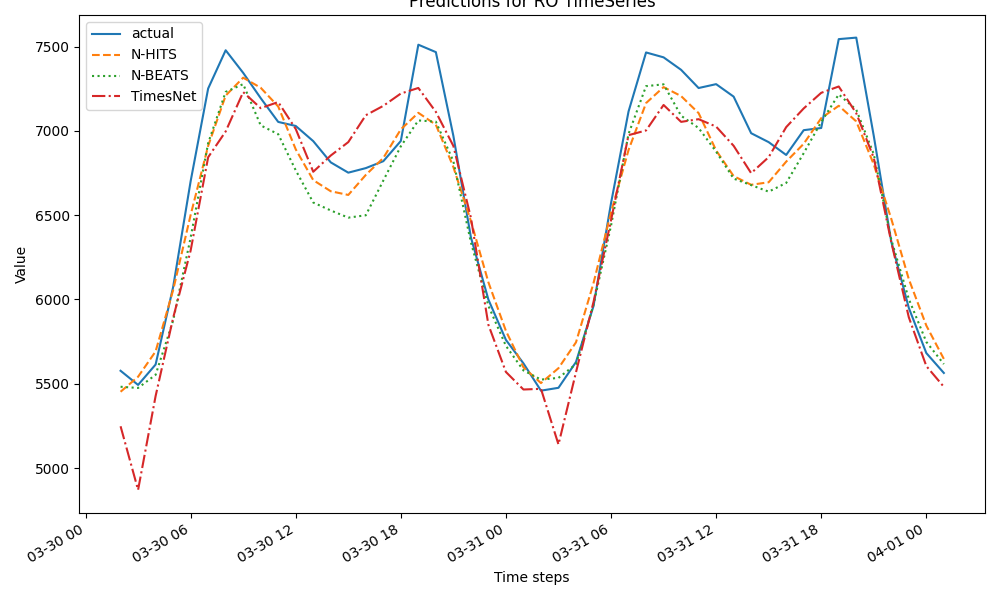 Predictions for RO TimeSeries
actual
N-HITS
N-BEATS
TimesNet
7500
7000
6500
6000
5500
5000
Value
03-30 00
03-30 06
03-30 12
03-30 18
03-31 00
03-31 06
03-31 12
03-31 18
04-01 00
Time steps